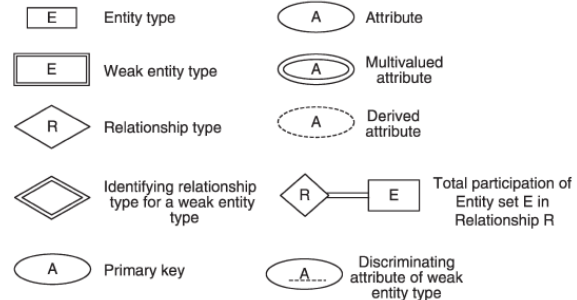 E Entity type
A Attribute
E Weak entity type
A Multivalued
attribute
R Relationship type
A Derived
attribute
Identifying relationship
type for a weak entity
type
R E Total participation of
Entity set E in
Relationship R
A Primary key
A Discriminating
attribute of weak
entity type